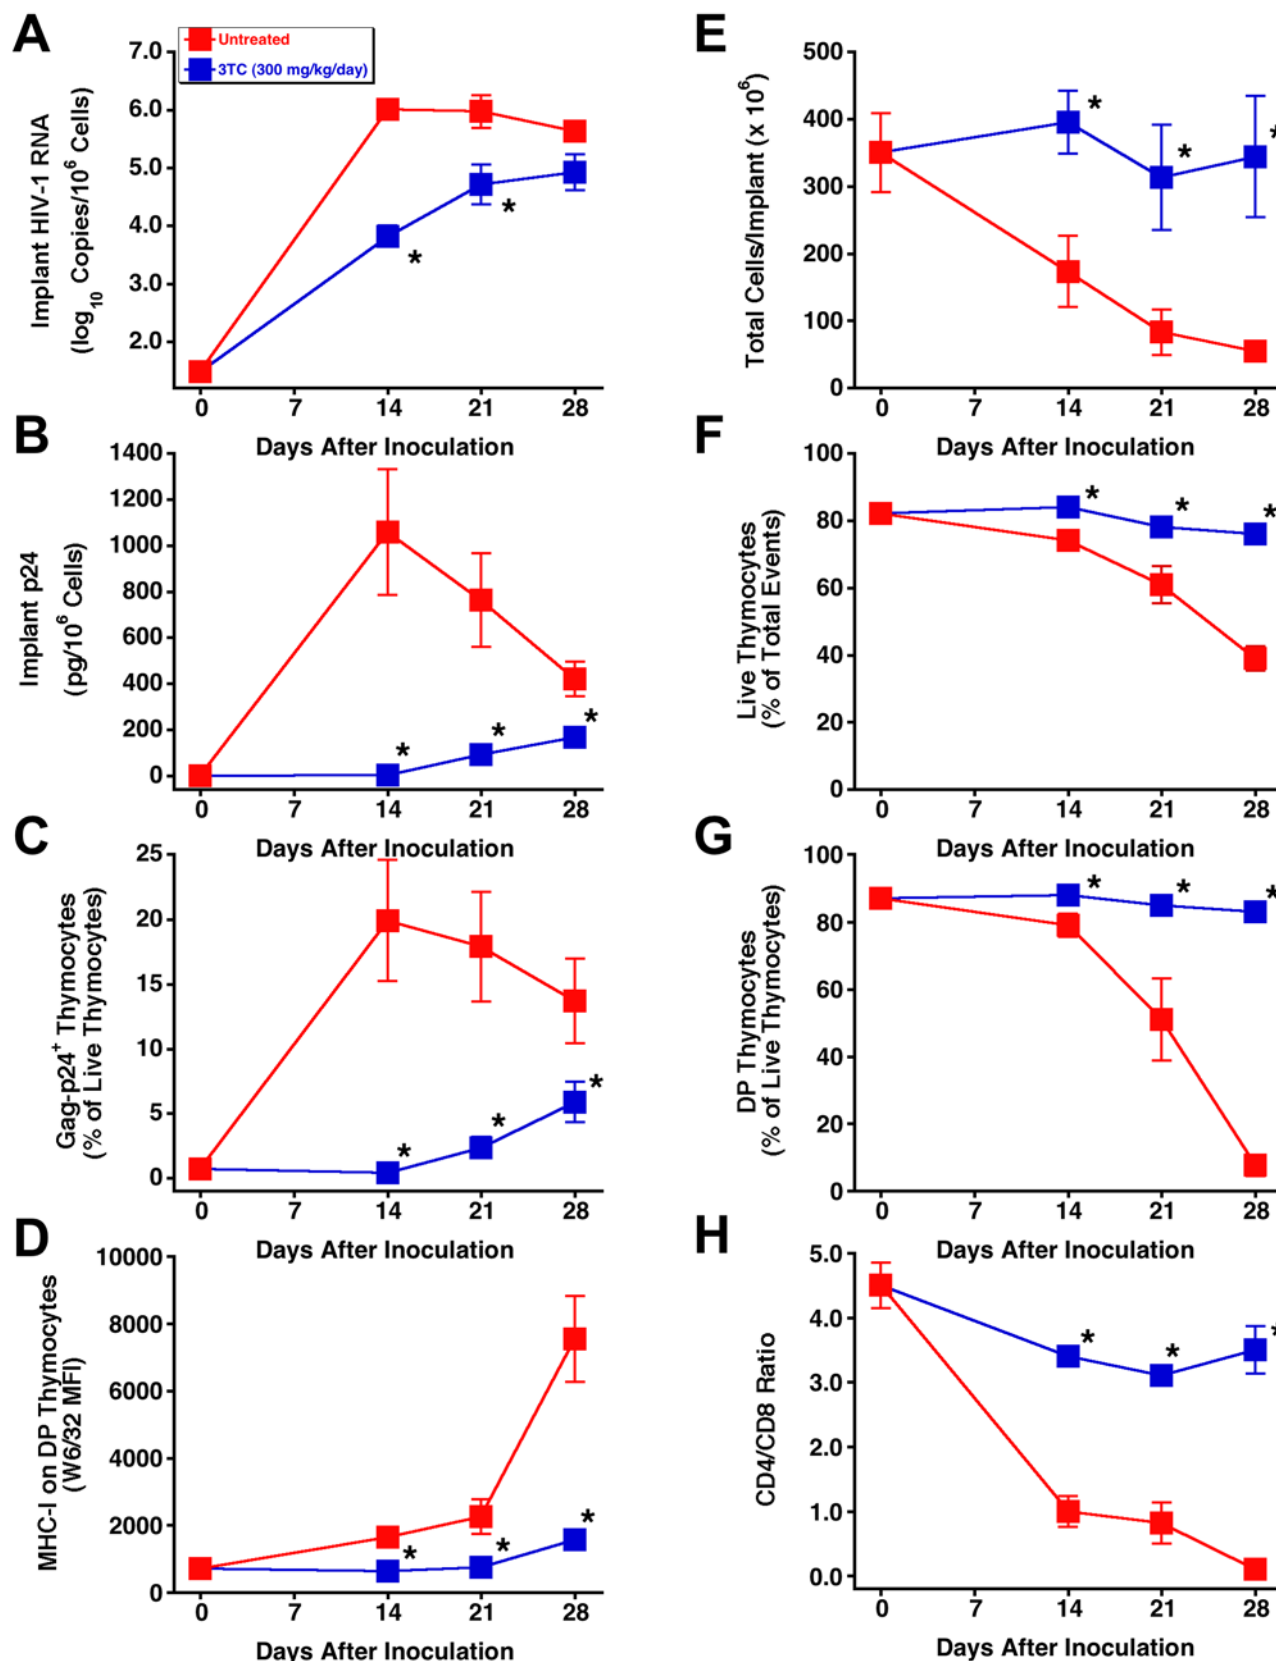 A
Untreated
3TC (300 mg/kg/day)
Implant HIV-1 RNA
(log10 Copies/10^6 Cells)
7.0
6.0
5.0
4.0
3.0
2.0
*
*
0 7 14 21 28
Days After Inoculation
B
Implant p24
(pg/10^6 Cells)
1400
1200
1000
800
600
400
200
0
*
*
*
0 7 14 21 28
Days After Inoculation
C
Gag-p24+ Thymocytes
(% of Live Thymocytes)
25
20
15
10
5
0
*
*
*
0 7 14 21 28
Days After Inoculation
D
MHC-I on DP Thymocytes
(W6/32 MFI)
10000
8000
6000
4000
2000
0
*
*
*
0 7 14 21 28
Days After Inoculation
E
Total Cells/Implant (x 10^6)
500
400
300
200
100
0
*
*
*
0 7 14 21 28
Days After Inoculation
F
Live Thymocytes
(% of Total Events)
100
80
60
40
20
0
*
*
*
0 7 14 21 28
Days After Inoculation
G
DP Thymocytes
(% of Live Thymocytes)
100
80
60
40
20
0
*
*
*
0 7 14 21 28
Days After Inoculation
H
CD4/CD8 Ratio
5.0
4.0
3.0
2.0
1.0
0.0
*
*
*
0 7 14 21 28
Days After Inoculation